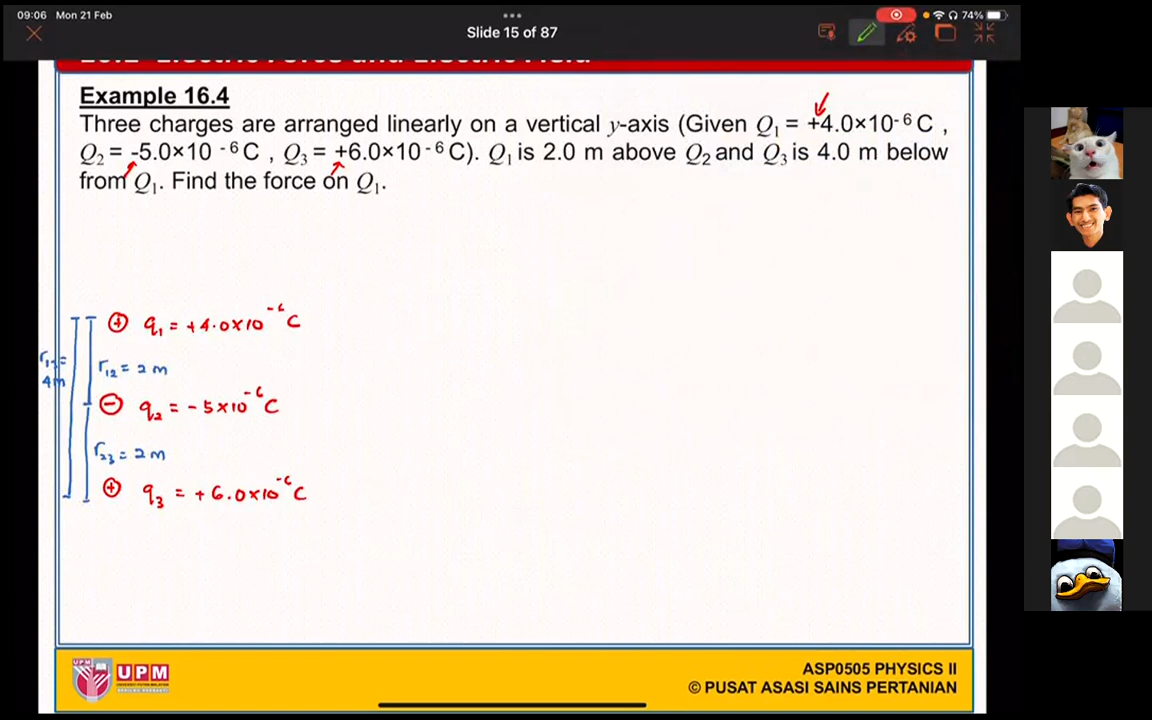 09:06 Mon 21 Feb
74%
Slide 15 of 87
Example 16.4
Three charges are arranged linearly on a vertical y-axis (Given Q₁ = +4.0×10⁻⁶ C ,
Q₂ = -5.0×10 ⁻⁶ C , Q₃ = +6.0×10⁻⁶ C). Q₁ is 2.0 m above Q₂ and Q₃ is 4.0 m below
from Q₁. Find the force on Q₁.
+ q₁ = +4.0×10⁻⁶ C
r₁₃ =
4m
r₁₂ = 2 m
− q₂ = -5×10⁻⁶ C
r₂₃ = 2 m
+ q₃ = +6.0×10⁻⁶ C
UPM
UPM
ASP0505 PHYSICS II
© PUSAT ASASI SAINS PERTANIAN